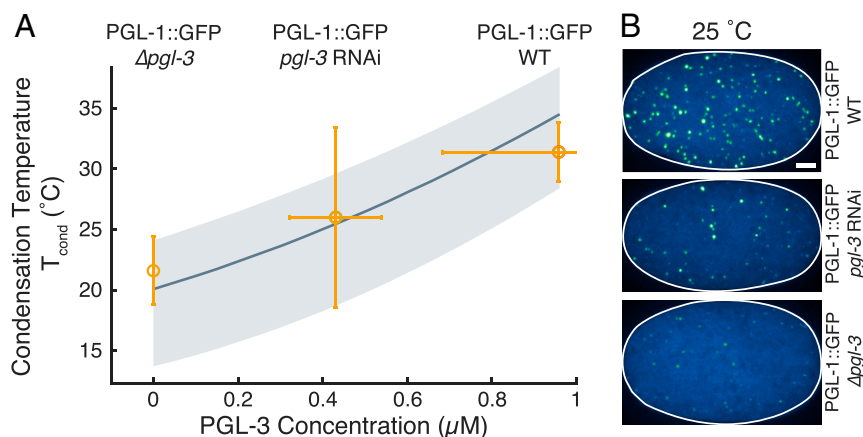 A
PGL-1::GFP
Δpgl-3
PGL-1::GFP
pgl-3 RNAi
PGL-1::GFP
WT
Condensation Temperature
T_cond (˚C)
35
30
25
20
15
0
0.2
0.4
0.6
0.8
1
PGL-3 Concentration (μM)
B
25 ˚C
PGL-1::GFP
WT
PGL-1::GFP
pgl-3 RNAi
PGL-1::GFP
Δpgl-3